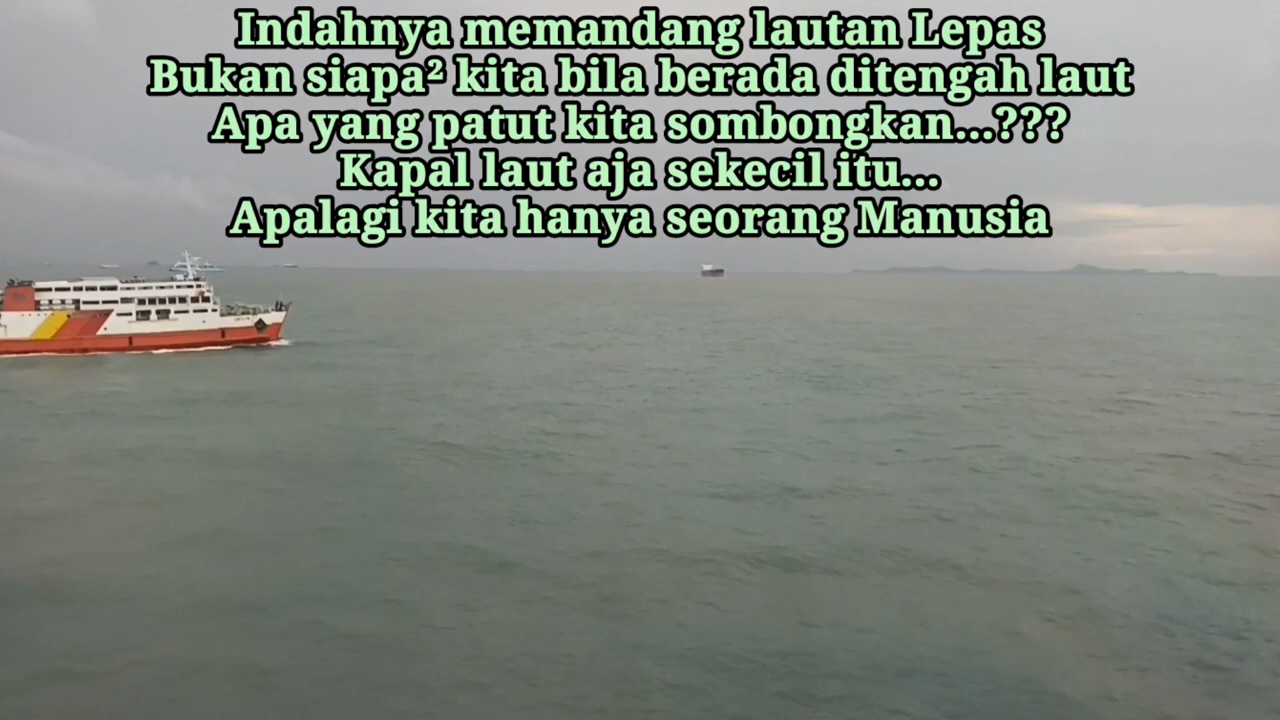 Indahnya memandang lautan Lepas
Bukan siapa² kita bila berada ditengah laut
Apa yang patut kita sombongkan...???
Kapal laut aja sekecil itu...
Apalagi kita hanya seorang Manusia